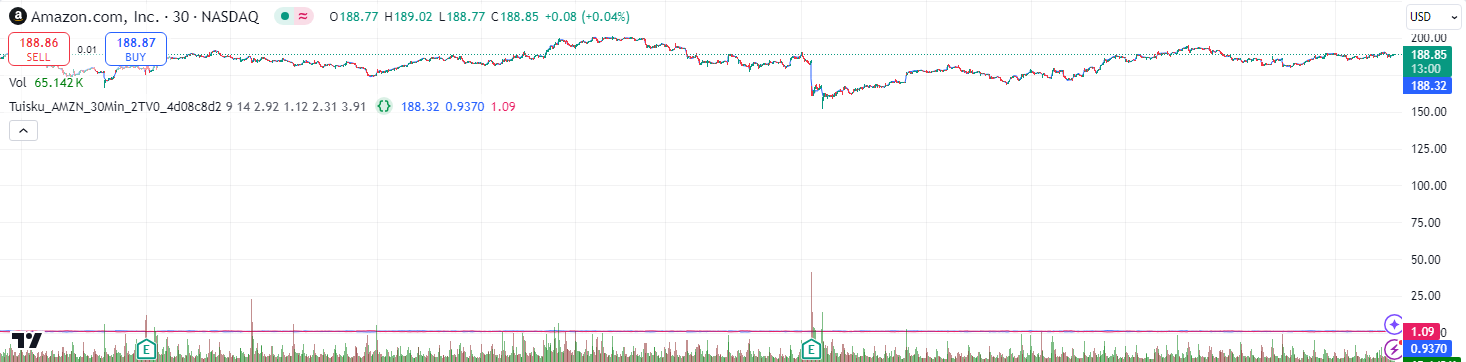 a Amazon.com, Inc. · 30 · NASDAQ ≈ O188.77 H189.02 L188.77 C188.85 +0.08 (+0.04%)
USD
188.86 SELL 0.01 188.87 BUY
200.00
188.85
13:00
Vol 65.142 K
188.32
Tuisku_AMZN_30Min_2TV0_4d08c8d2 9 14 2.92 1.12 2.31 3.91 {} 188.32 0.9370 1.09
150.00
125.00
100.00
75.00
50.00
25.00
1.09
E E
0.9370